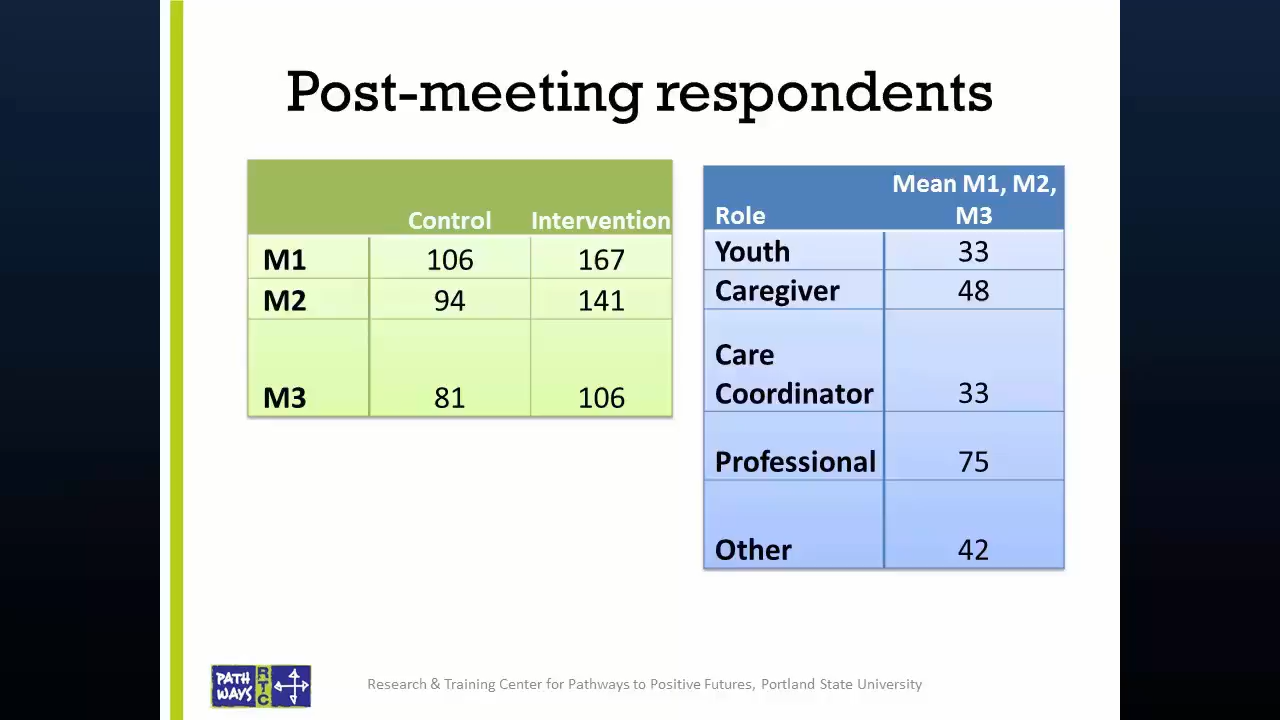 Post-meeting respondents
Control Intervention
M1 106 167
M2 94 141
M3 81 106
Role Mean M1, M2, M3
Youth 33
Caregiver 48
Care
Coordinator 33
Professional 75
Other 42
PATH WAYS RTC
Research & Training Center for Pathways to Positive Futures, Portland State University